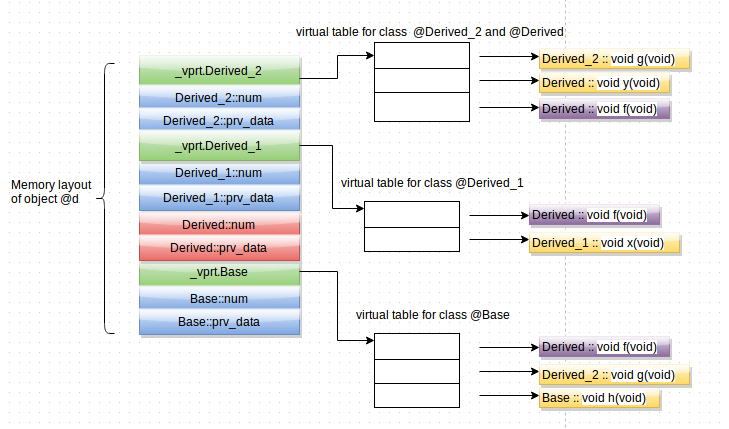 virtual table for class @Derived_2 and @Derived
_vprt.Derived_2
Derived_2::num
Derived_2::prv_data
_vprt.Derived_1
Derived_1::num
Derived_1::prv_data
Derived::num
Derived::prv_data
_vprt.Base
Base::num
Base::prv_data
Memory layout
of object @d
Derived_2 :: void g(void)
Derived :: void y(void)
Derived :: void f(void)
virtual table for class @Derived_1
Derived :: void f(void)
Derived_1 :: void x(void)
virtual table for class @Base
Derived :: void f(void)
Derived_2 :: void g(void)
Base :: void h(void)